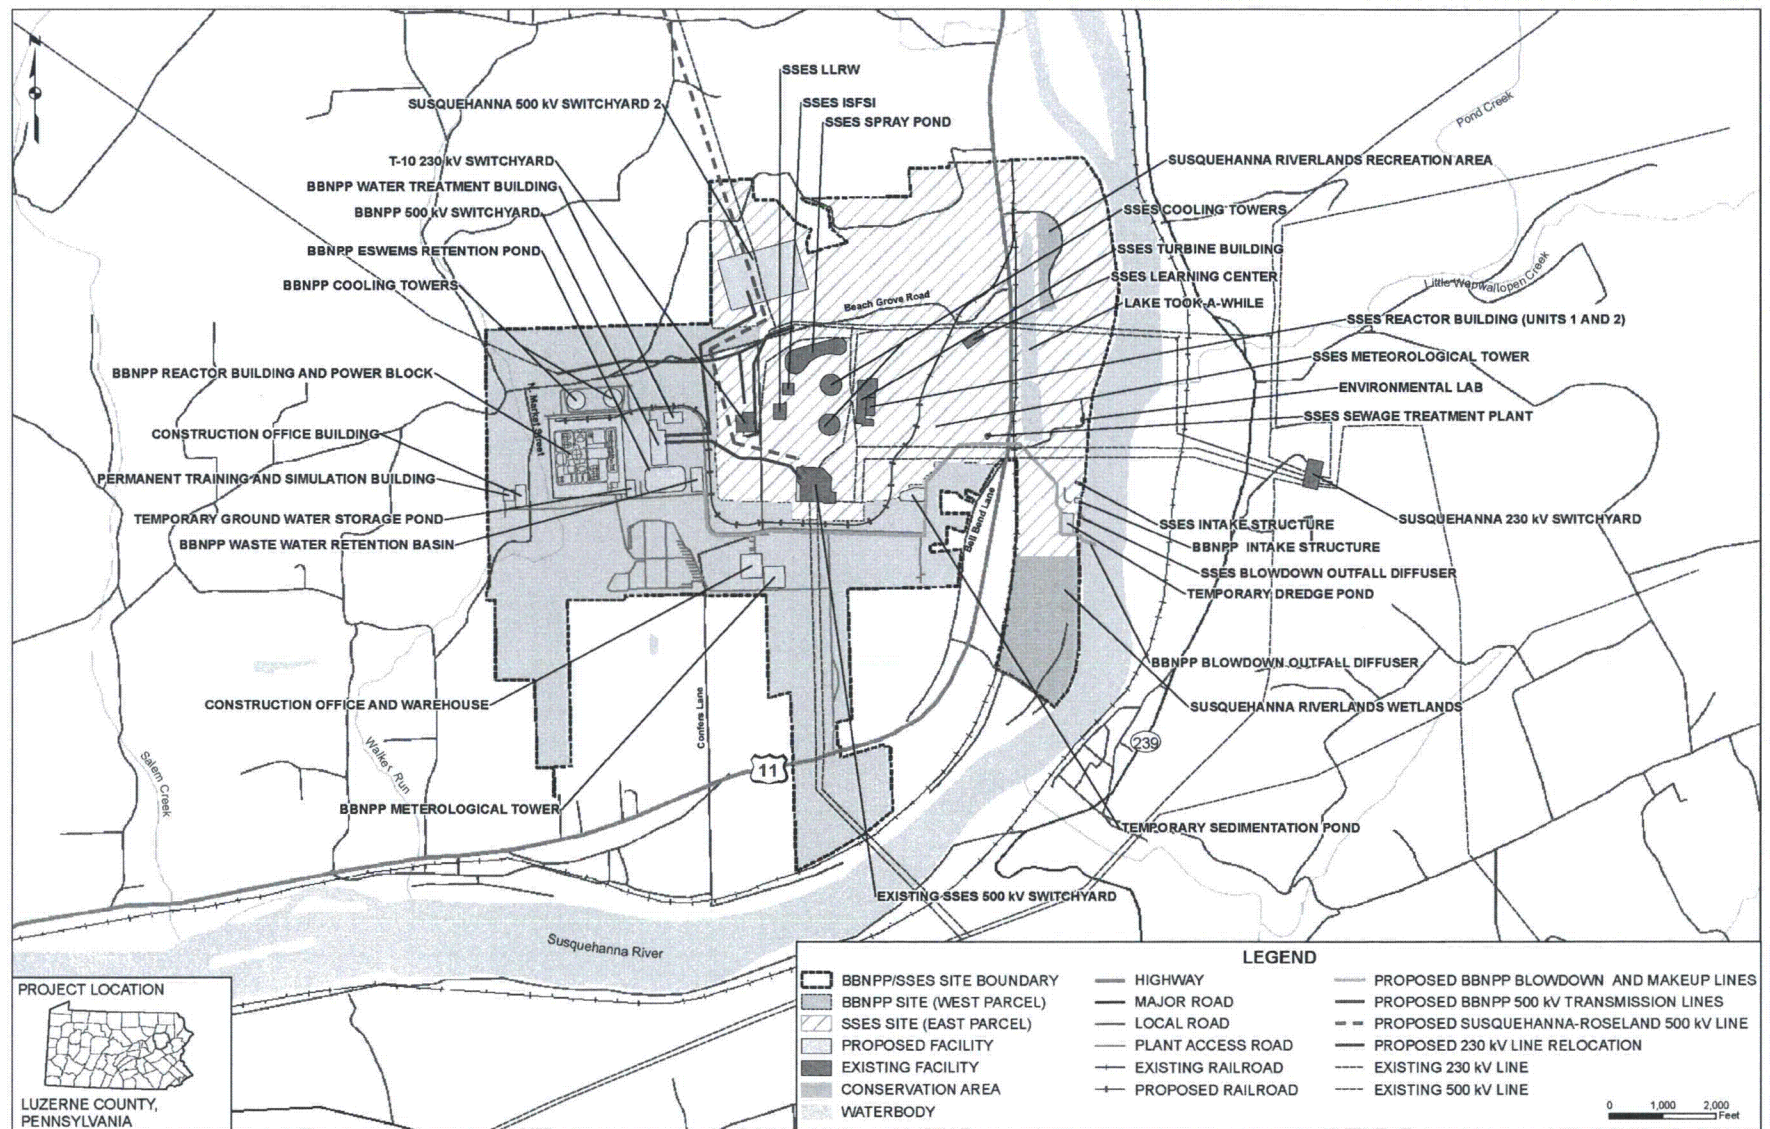 N
SSES LLRW
SUSQUEHANNA 500 kV SWITCHYARD 2
SSES ISFSI
SSES SPRAY POND
Pond Creek
T-10 230 kV SWITCHYARD
SUSQUEHANNA RIVERLANDS RECREATION AREA
BBNPP WATER TREATMENT BUILDING
BBNPP 500 kV SWITCHYARD
SSES COOLING TOWERS
BBNPP ESWEMS RETENTION POND
SSES TURBINE BUILDING
SSES LEARNING CENTER
BBNPP COOLING TOWERS
Little Wapwallopen Creek
Beach Grove Road
LAKE TOOK-A-WHILE
SSES REACTOR BUILDING (UNITS 1 AND 2)
SSES METEOROLOGICAL TOWER
BBNPP REACTOR BUILDING AND POWER BLOCK
ENVIRONMENTAL LAB
N. Market Street
SSES SEWAGE TREATMENT PLANT
CONSTRUCTION OFFICE BUILDING
PERMANENT TRAINING AND SIMULATION BUILDING
TEMPORARY GROUND WATER STORAGE POND
SUSQUEHANNA 230 kV SWITCHYARD
SSES INTAKE STRUCTURE
Bell Bend Lane
BBNPP WASTE WATER RETENTION BASIN
BBNPP INTAKE STRUCTURE
SSES BLOWDOWN OUTFALL DIFFUSER
TEMPORARY DREDGE POND
BBNPP BLOWDOWN OUTFALL DIFFUSER
CONSTRUCTION OFFICE AND WAREHOUSE
SUSQUEHANNA RIVERLANDS WETLANDS
Confers Lane
239
Walker Run
Salem Creek
11
BBNPP METEROLOGICAL TOWER
TEMPORARY SEDIMENTATION POND
EXISTING SSES 500 kV SWITCHYARD
Susquehanna River
PROJECT LOCATION
LUZERNE COUNTY,
PENNSYLVANIA
LEGEND
BBNPP/SSES SITE BOUNDARY
BBNPP SITE (WEST PARCEL)
SSES SITE (EAST PARCEL)
PROPOSED FACILITY
EXISTING FACILITY
CONSERVATION AREA
WATERBODY
HIGHWAY
MAJOR ROAD
LOCAL ROAD
PLANT ACCESS ROAD
EXISTING RAILROAD
PROPOSED RAILROAD
PROPOSED BBNPP BLOWDOWN AND MAKEUP LINES
PROPOSED BBNPP 500 kV TRANSMISSION LINES
PROPOSED SUSQUEHANNA-ROSELAND 500 kV LINE
PROPOSED 230 kV LINE RELOCATION
EXISTING 230 kV LINE
EXISTING 500 kV LINE
0 1,000 2,000
Feet